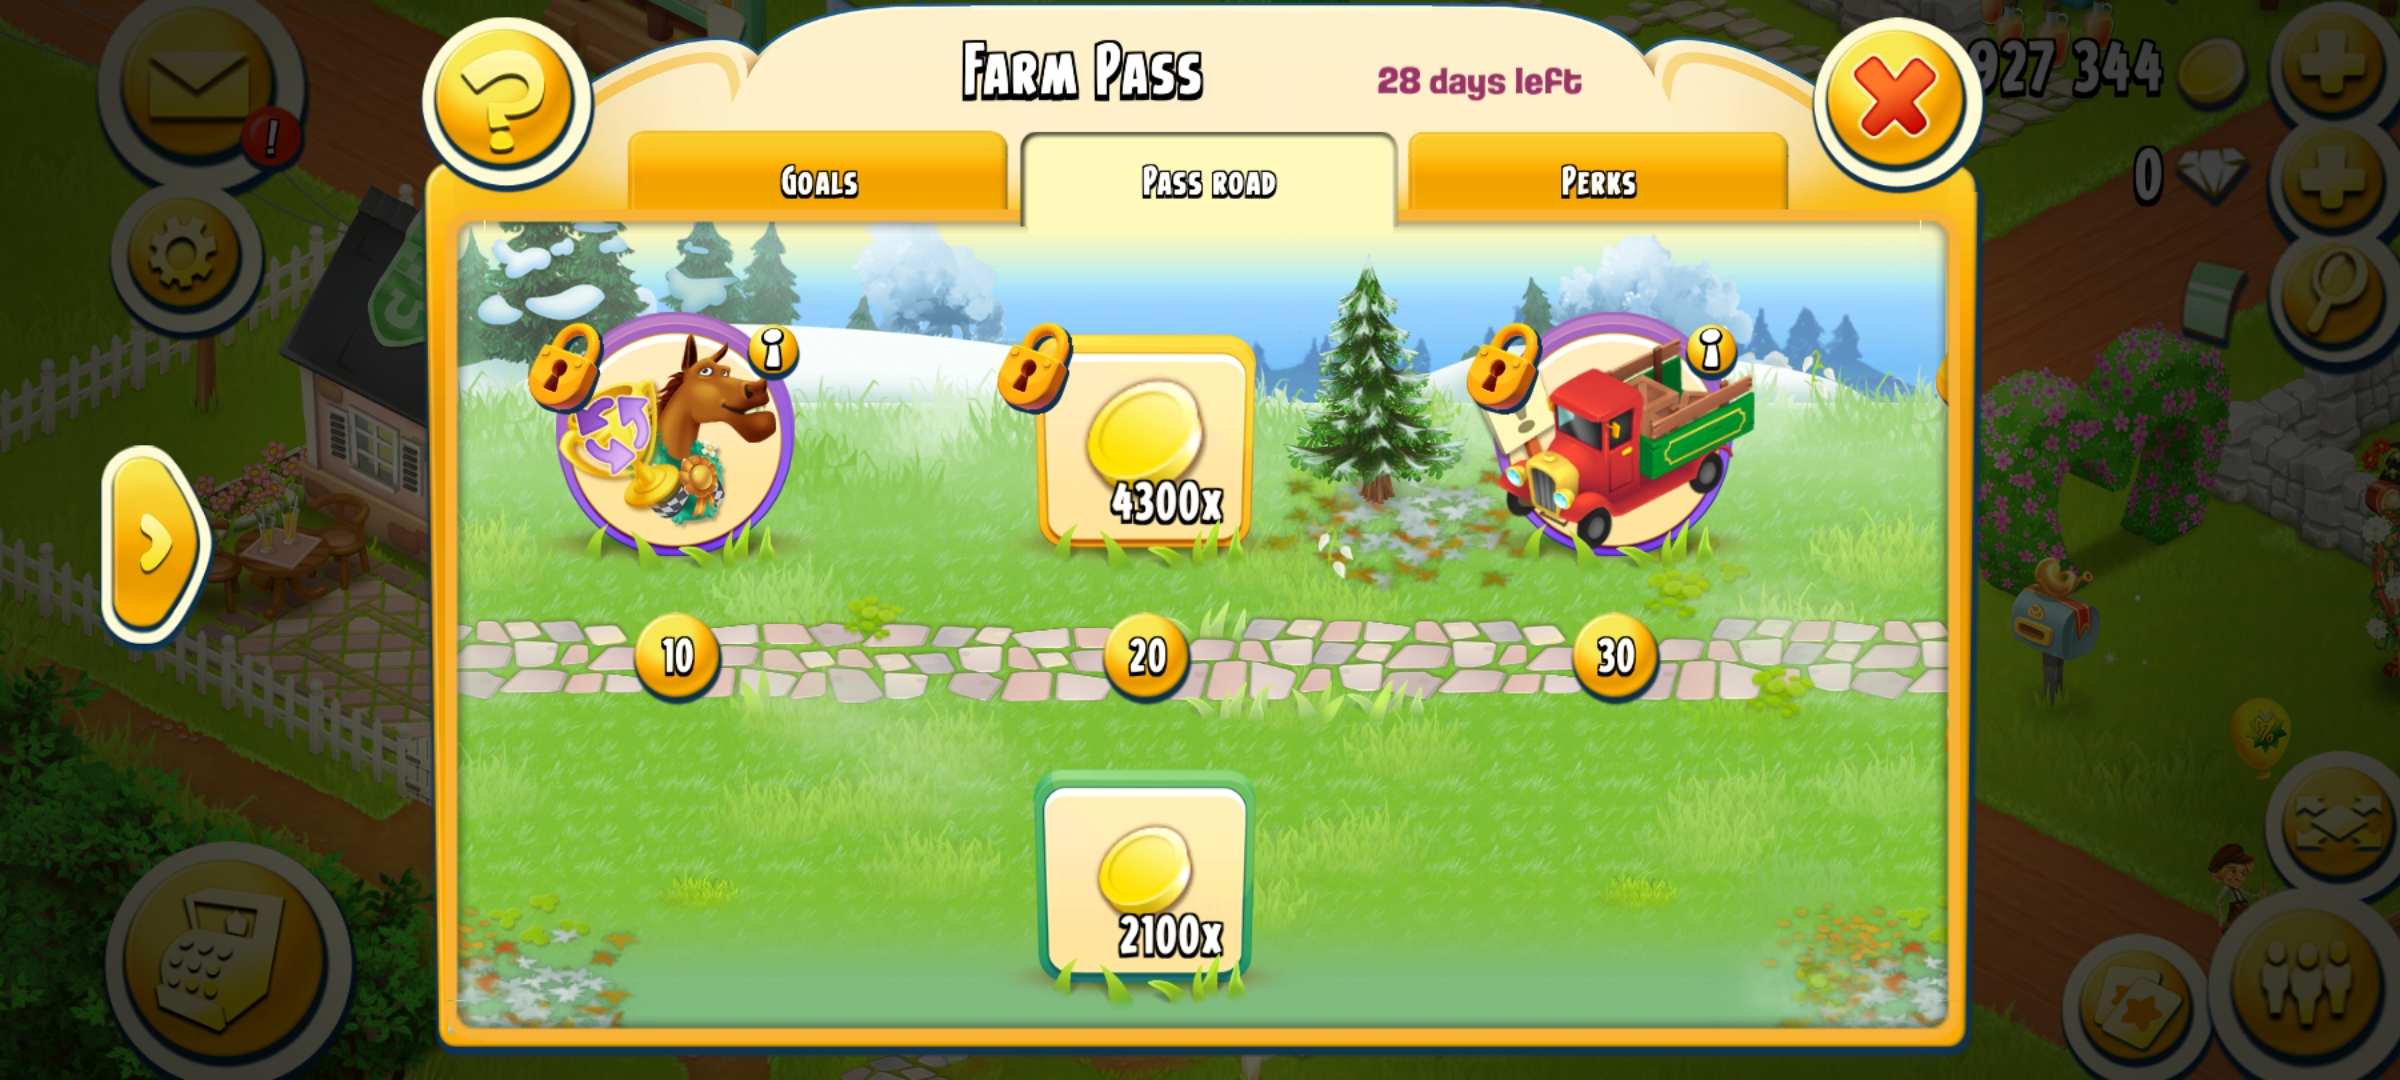 FARM PASS
28 days left
GOALS
PASS ROAD
PERKS
927 344
0
4300x
10
20
30
2100x